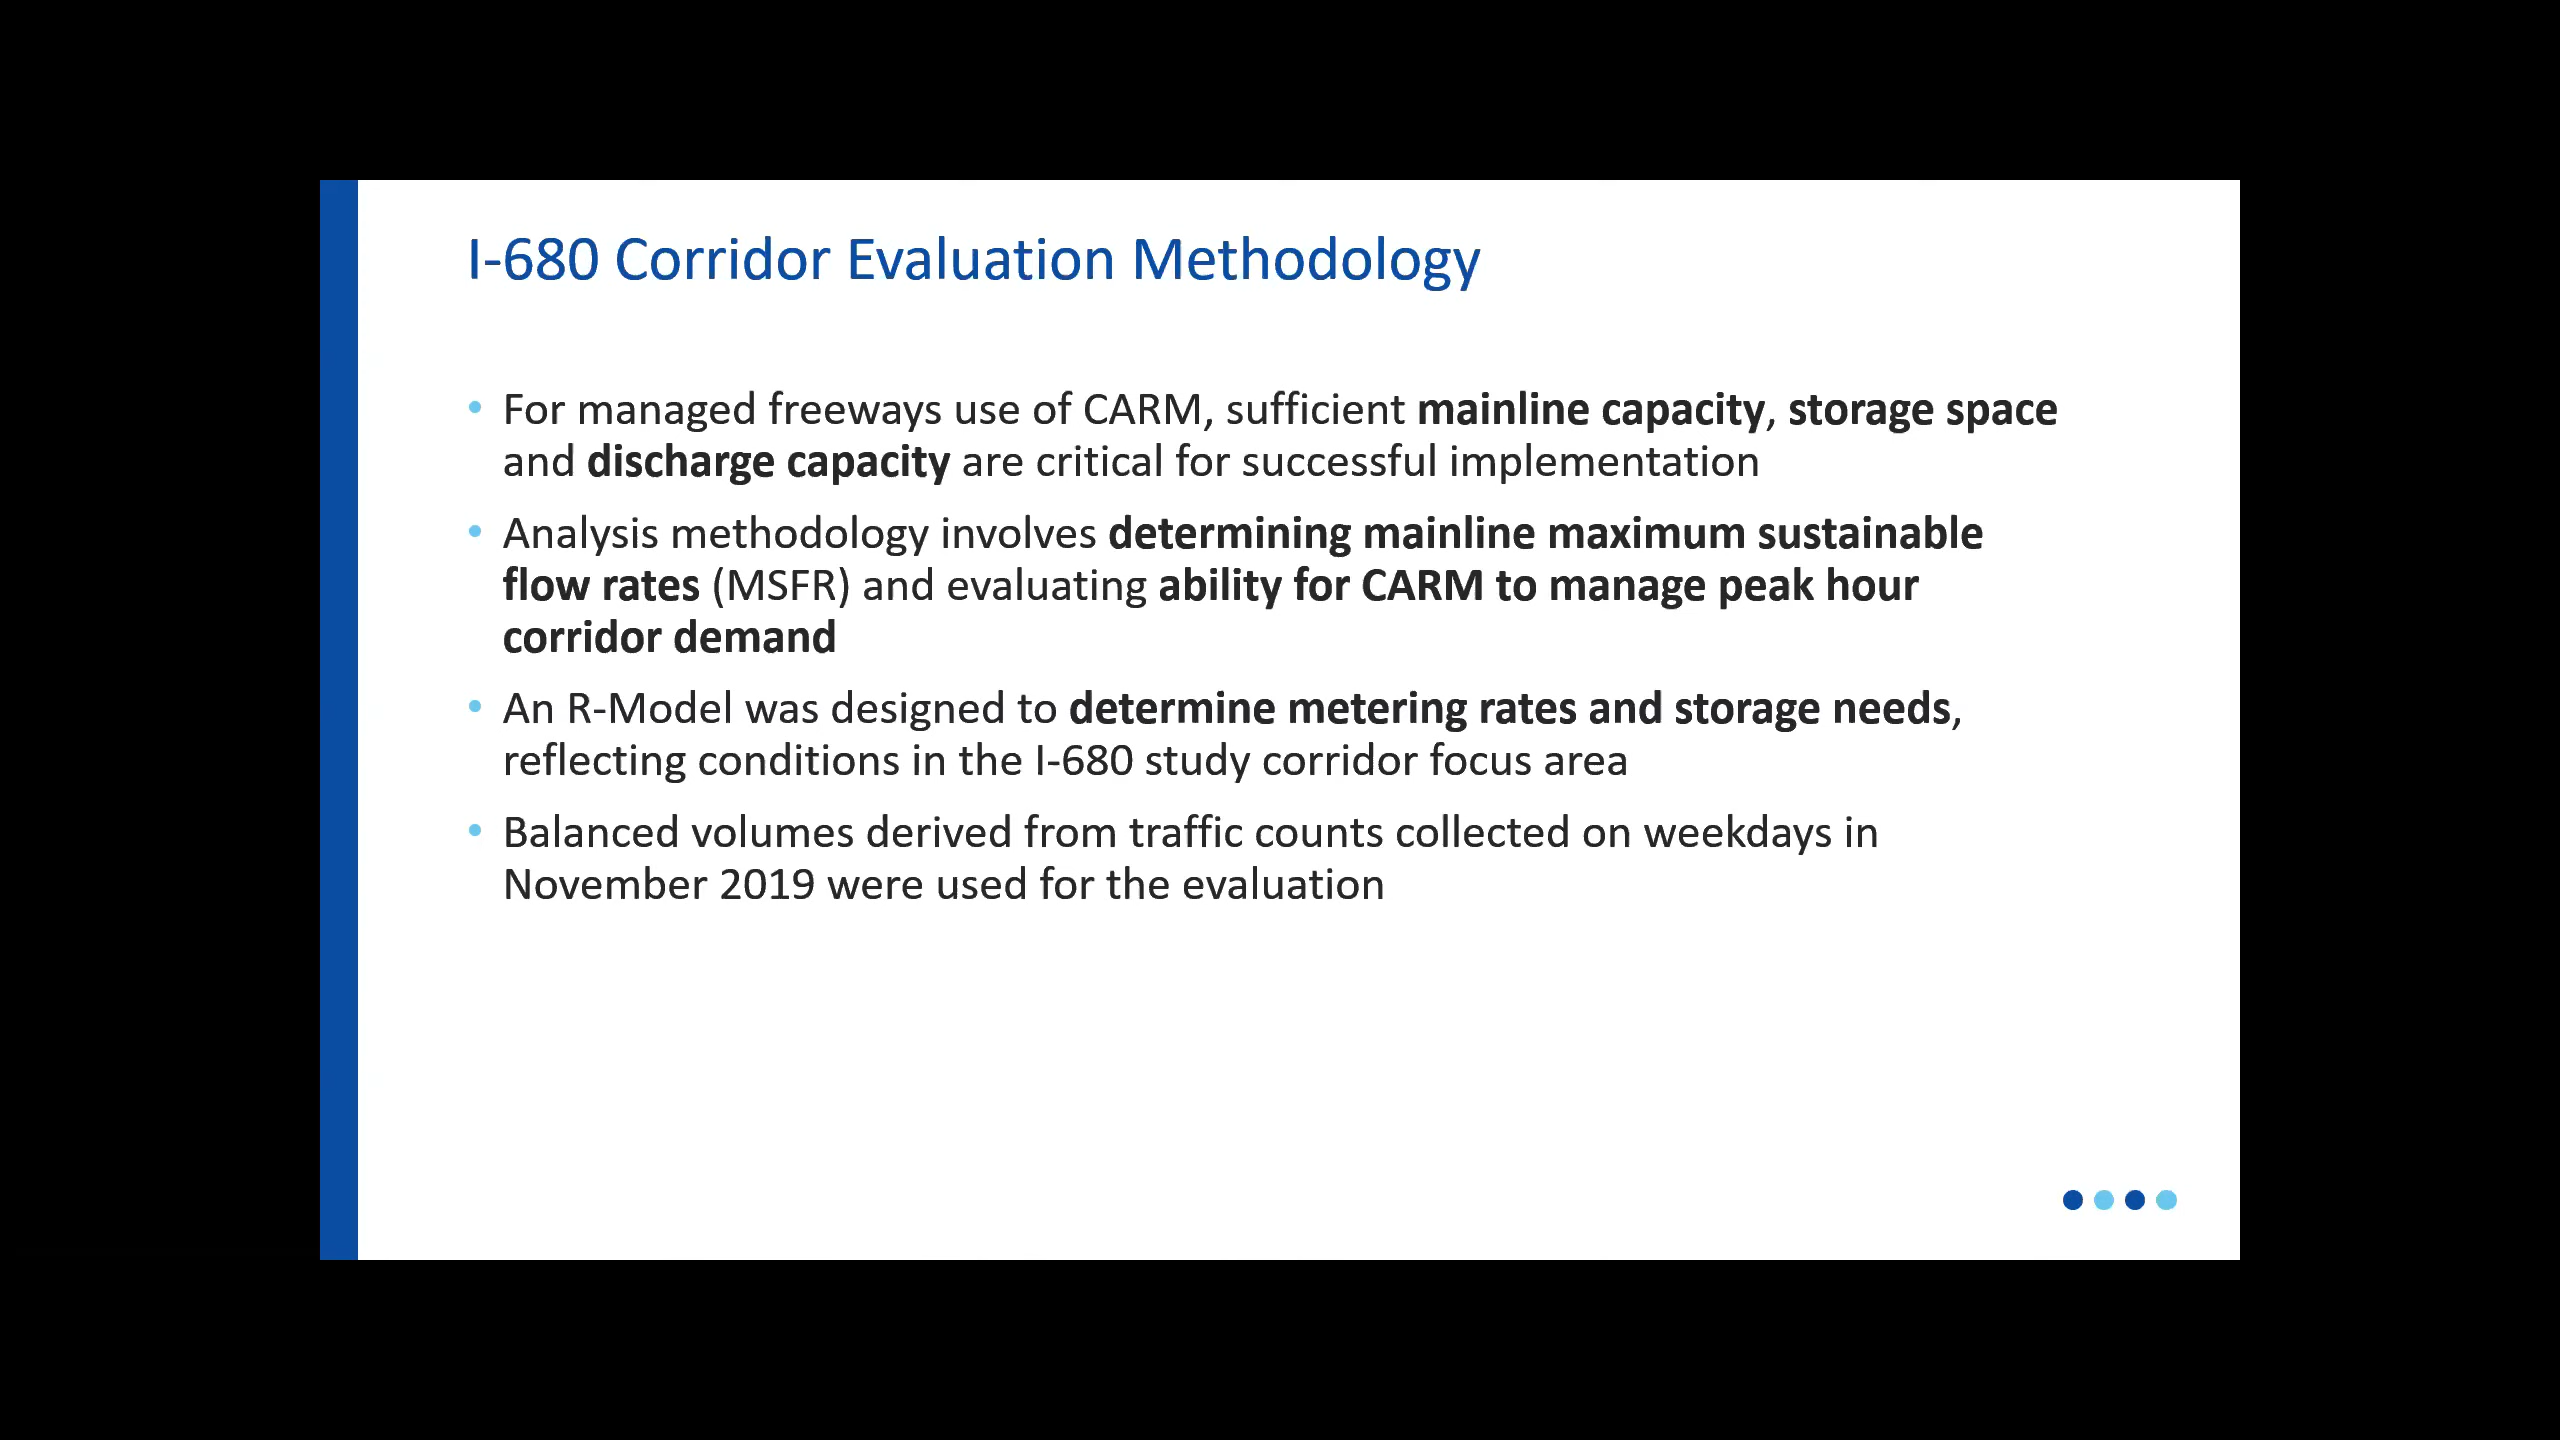 I-680 Corridor Evaluation Methodology
• For managed freeways use of CARM, sufficient mainline capacity, storage space
and discharge capacity are critical for successful implementation
• Analysis methodology involves determining mainline maximum sustainable
flow rates (MSFR) and evaluating ability for CARM to manage peak hour
corridor demand
• An R-Model was designed to determine metering rates and storage needs,
reflecting conditions in the I-680 study corridor focus area
• Balanced volumes derived from traffic counts collected on weekdays in
November 2019 were used for the evaluation